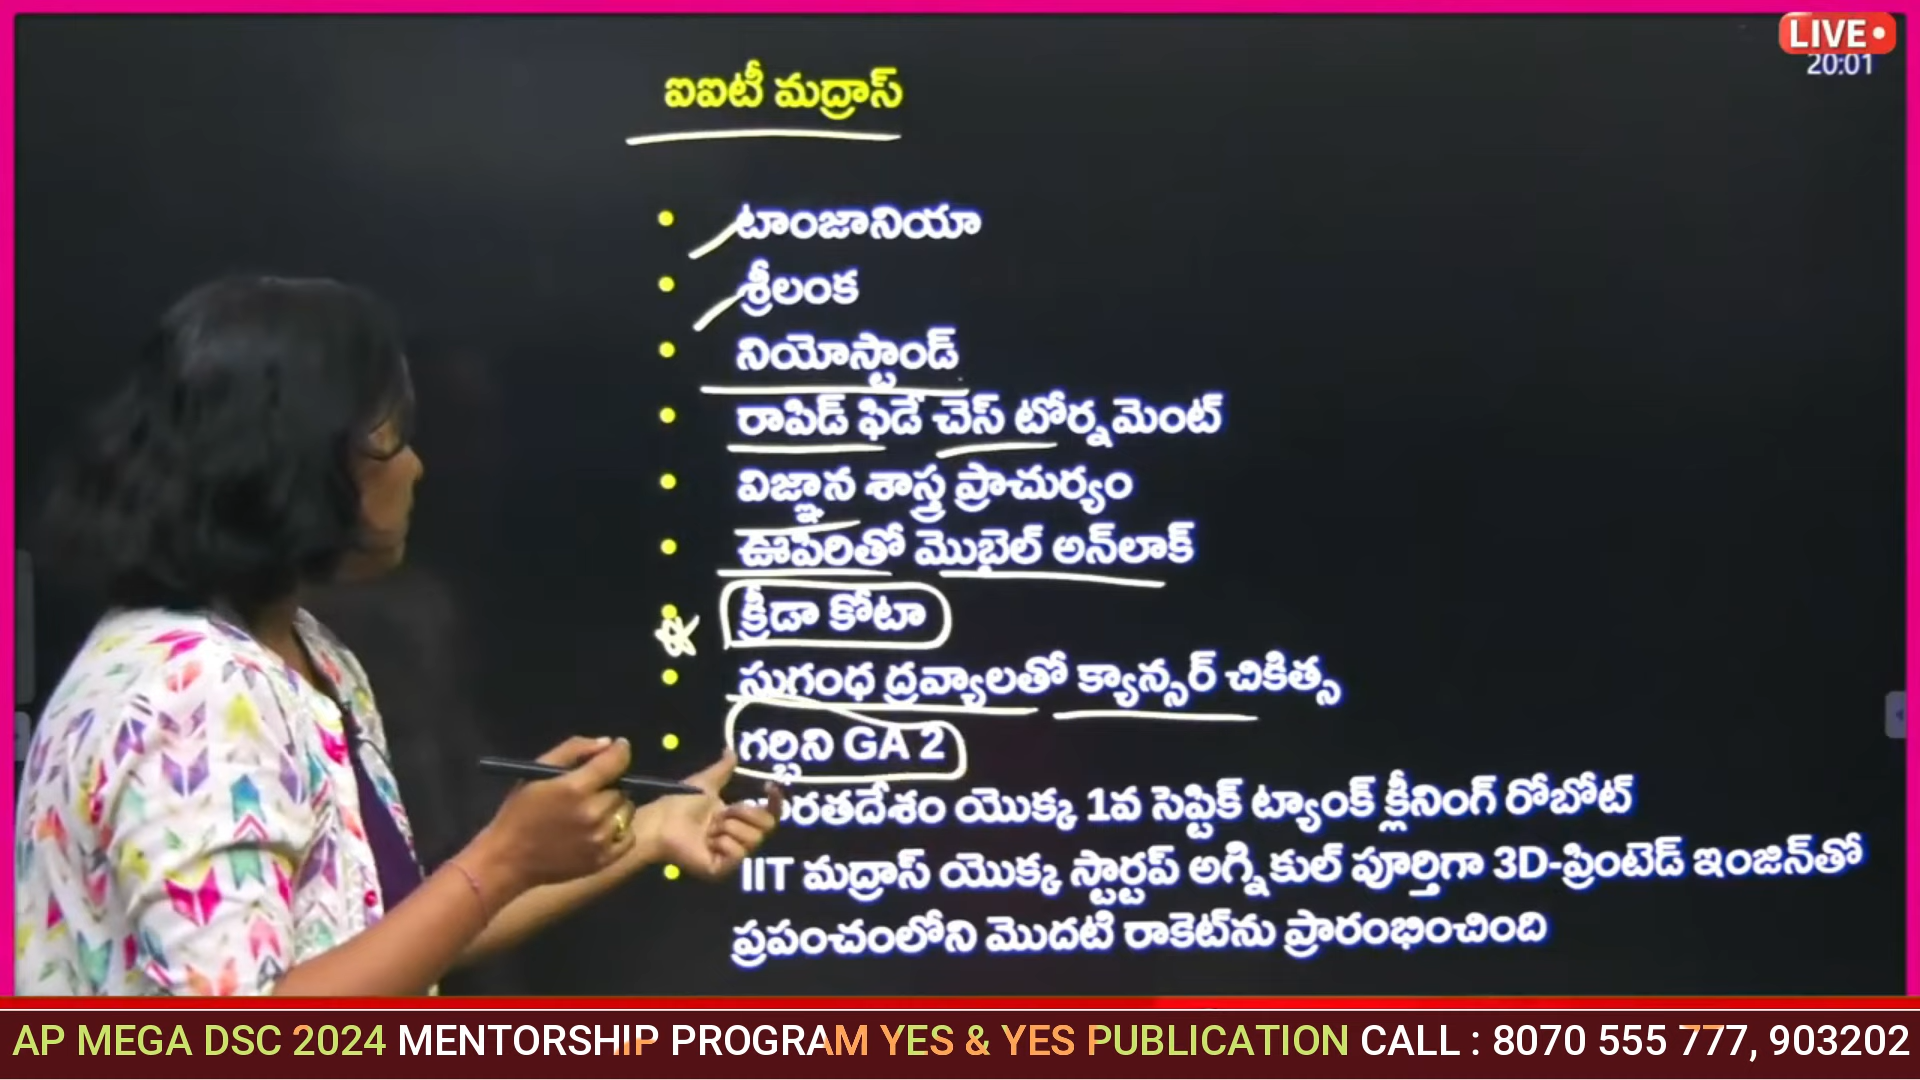 LIVE
20:01
ఐఐటీ మద్రాస్
టాంజానియా
శ్రీలంక
నియోస్టాండ్
రాపిడ్ ఫిడే చెస్ టోర్నమెంట్
విజ్ఞాన శాస్త్ర ప్రాచుర్యం
ఊపిరితో మొబైల్ అన్‌లాక్
క్రీడా కోటా
సుగంధ ద్రవ్యాలతో క్యాన్సర్ చికిత్స
గర్భిని GA 2
భారతదేశం యొక్క 1వ సెప్టిక్ ట్యాంక్ క్లీనింగ్ రోబోట్
IIT మద్రాస్ యొక్క స్టార్టప్ అగ్నికుల్ పూర్తిగా 3D-ప్రింటెడ్ ఇంజిన్‌తో
ప్రపంచంలోని మొదటి రాకెట్‌ను ప్రారంభించింది
AP MEGA DSC 2024 MENTORSHIP PROGRAM YES & YES PUBLICATION CALL : 8070 555 777, 903202